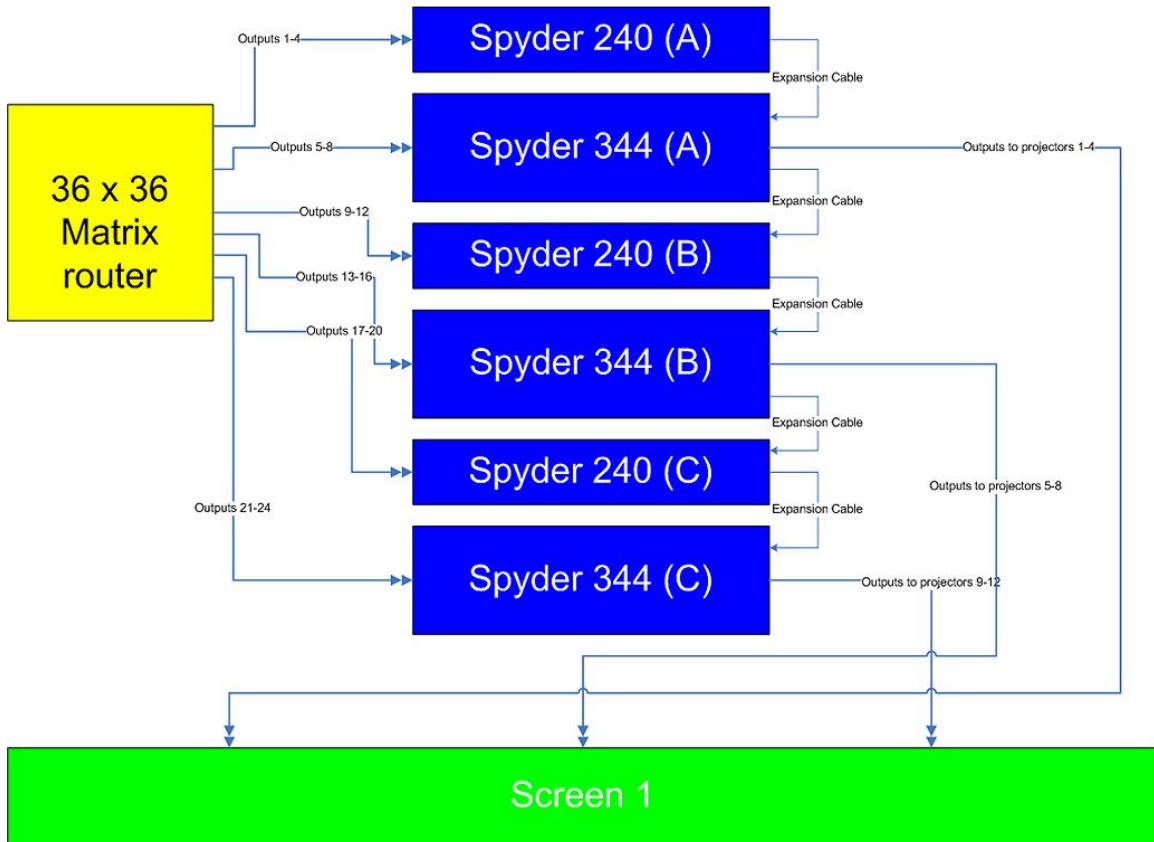 Outputs 1-4
Spyder 240 (A)
Expansion Cable
36 x 36
Matrix
router
Outputs 5-8
Spyder 344 (A)
Outputs to projectors 1-4
Expansion Cable
Outputs 9-12
Spyder 240 (B)
Outputs 13-16
Expansion Cable
Outputs 17-20
Spyder 344 (B)
Expansion Cable
Spyder 240 (C)
Outputs to projectors 5-8
Outputs 21-24
Expansion Cable
Spyder 344 (C)
Outputs to projectors 9-12
Screen 1